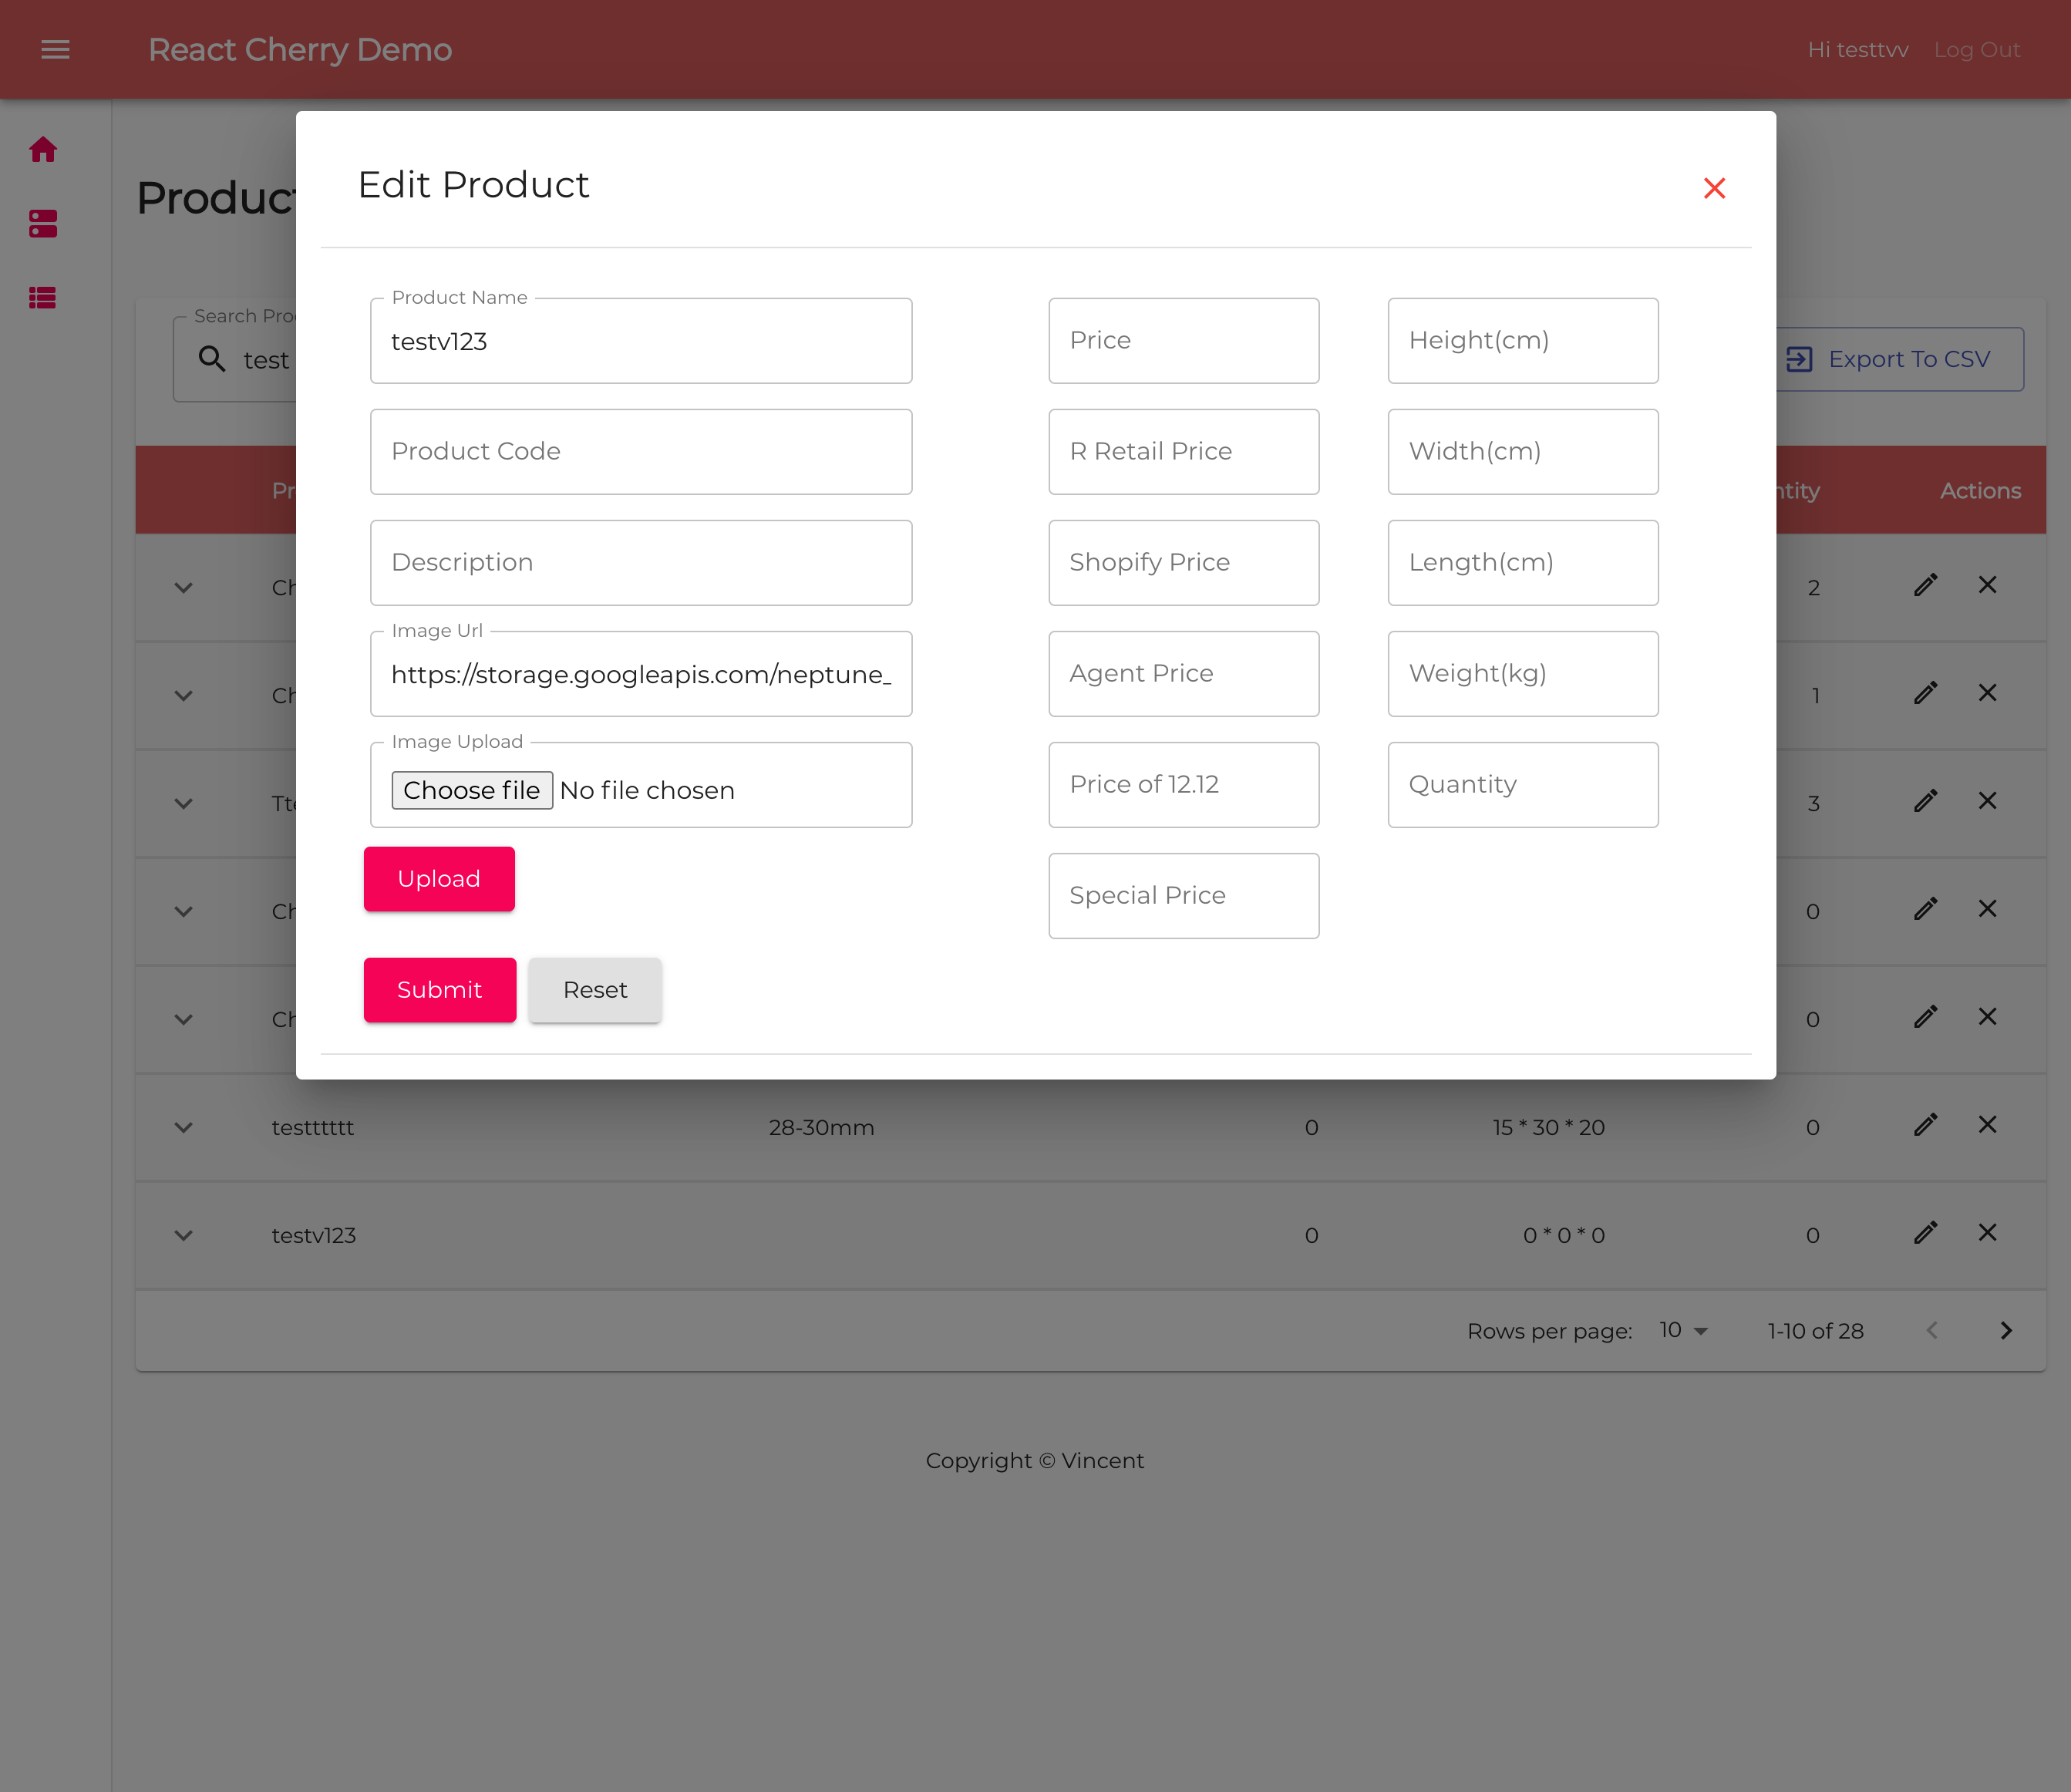 React Cherry Demo
Hi testtvv Log Out
Product
Edit Product
Search Pro
test
Export To CSV
Product Name
testv123
Product Code
Description
Image Url
https://storage.googleapis.com/neptune_
Image Upload
Choose file No file chosen
Upload
Submit Reset
Price
R Retail Price
Shopify Price
Agent Price
Price of 12.12
Special Price
Height(cm)
Width(cm)
Length(cm)
Weight(kg)
Quantity
Pr ntity Actions
Ch 2
Ch 1
Tte 3
Ch 0
Ch 0
testttttt 28-30mm 0 15 * 30 * 20 0
testv123 0 0 * 0 * 0 0
Rows per page: 10 1-10 of 28
Copyright © Vincent